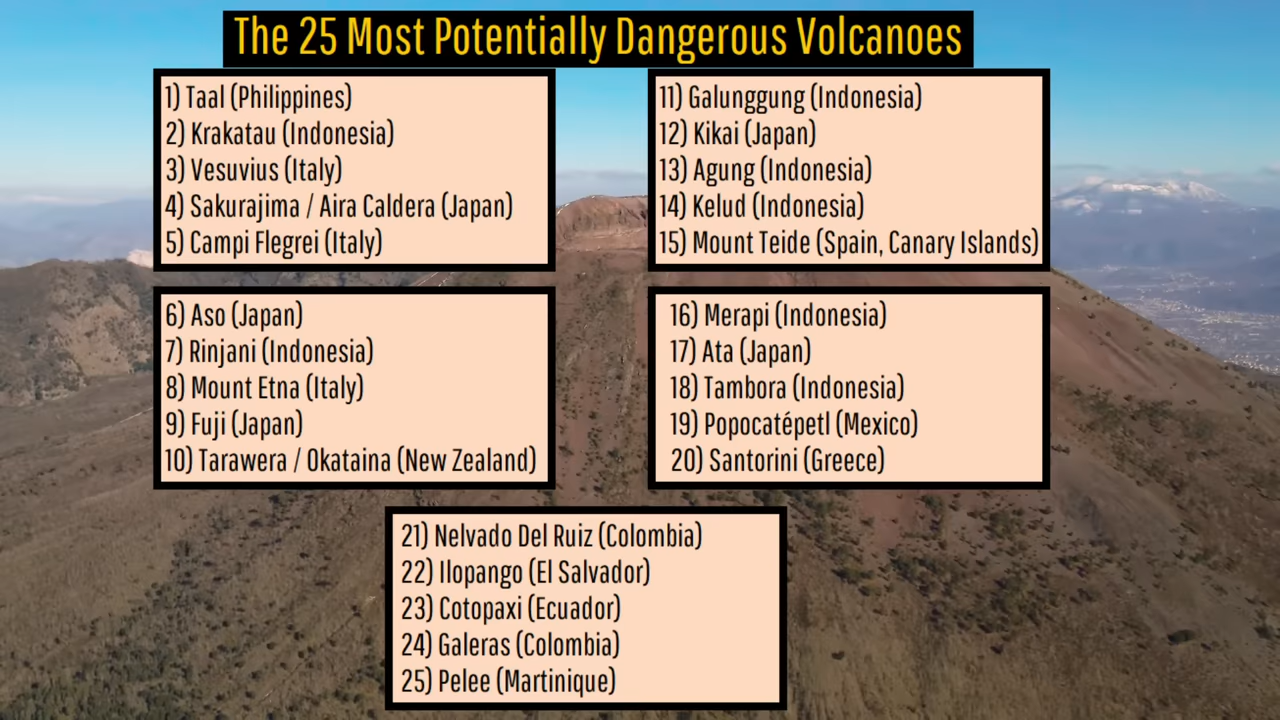 The 25 Most Potentially Dangerous Volcanoes
1) Taal (Philippines)
2) Krakatau (Indonesia)
3) Vesuvius (Italy)
4) Sakurajima / Aira Caldera (Japan)
5) Campi Flegrei (Italy)
6) Aso (Japan)
7) Rinjani (Indonesia)
8) Mount Etna (Italy)
9) Fuji (Japan)
10) Tarawera / Okataina (New Zealand)
11) Galunggung (Indonesia)
12) Kikai (Japan)
13) Agung (Indonesia)
14) Kelud (Indonesia)
15) Mount Teide (Spain, Canary Islands)
16) Merapi (Indonesia)
17) Ata (Japan)
18) Tambora (Indonesia)
19) Popocatépetl (Mexico)
20) Santorini (Greece)
21) Nelvado Del Ruiz (Colombia)
22) Ilopango (El Salvador)
23) Cotopaxi (Ecuador)
24) Galeras (Colombia)
25) Pelee (Martinique)